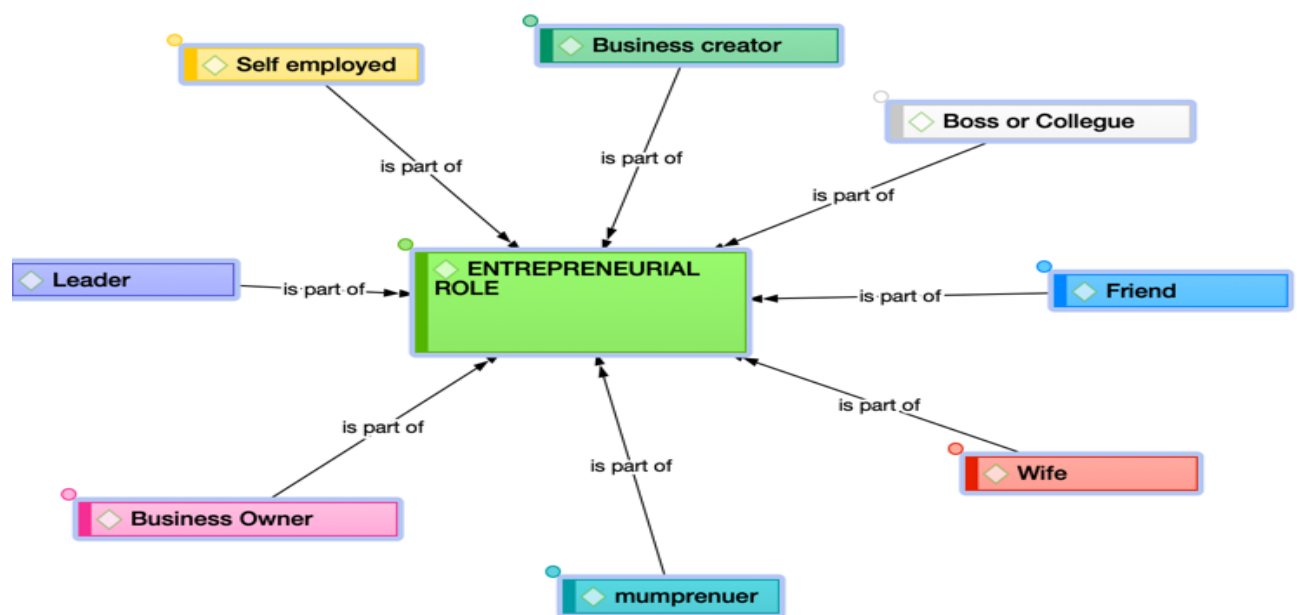 Business creator
Self employed
Boss or Collegue
is part of
is part of
is part of
ENTREPRENEURIAL
ROLE
Leader
is part of
is part of
Friend
is part of
is part of
is part of
Wife
Business Owner
mumprenuer